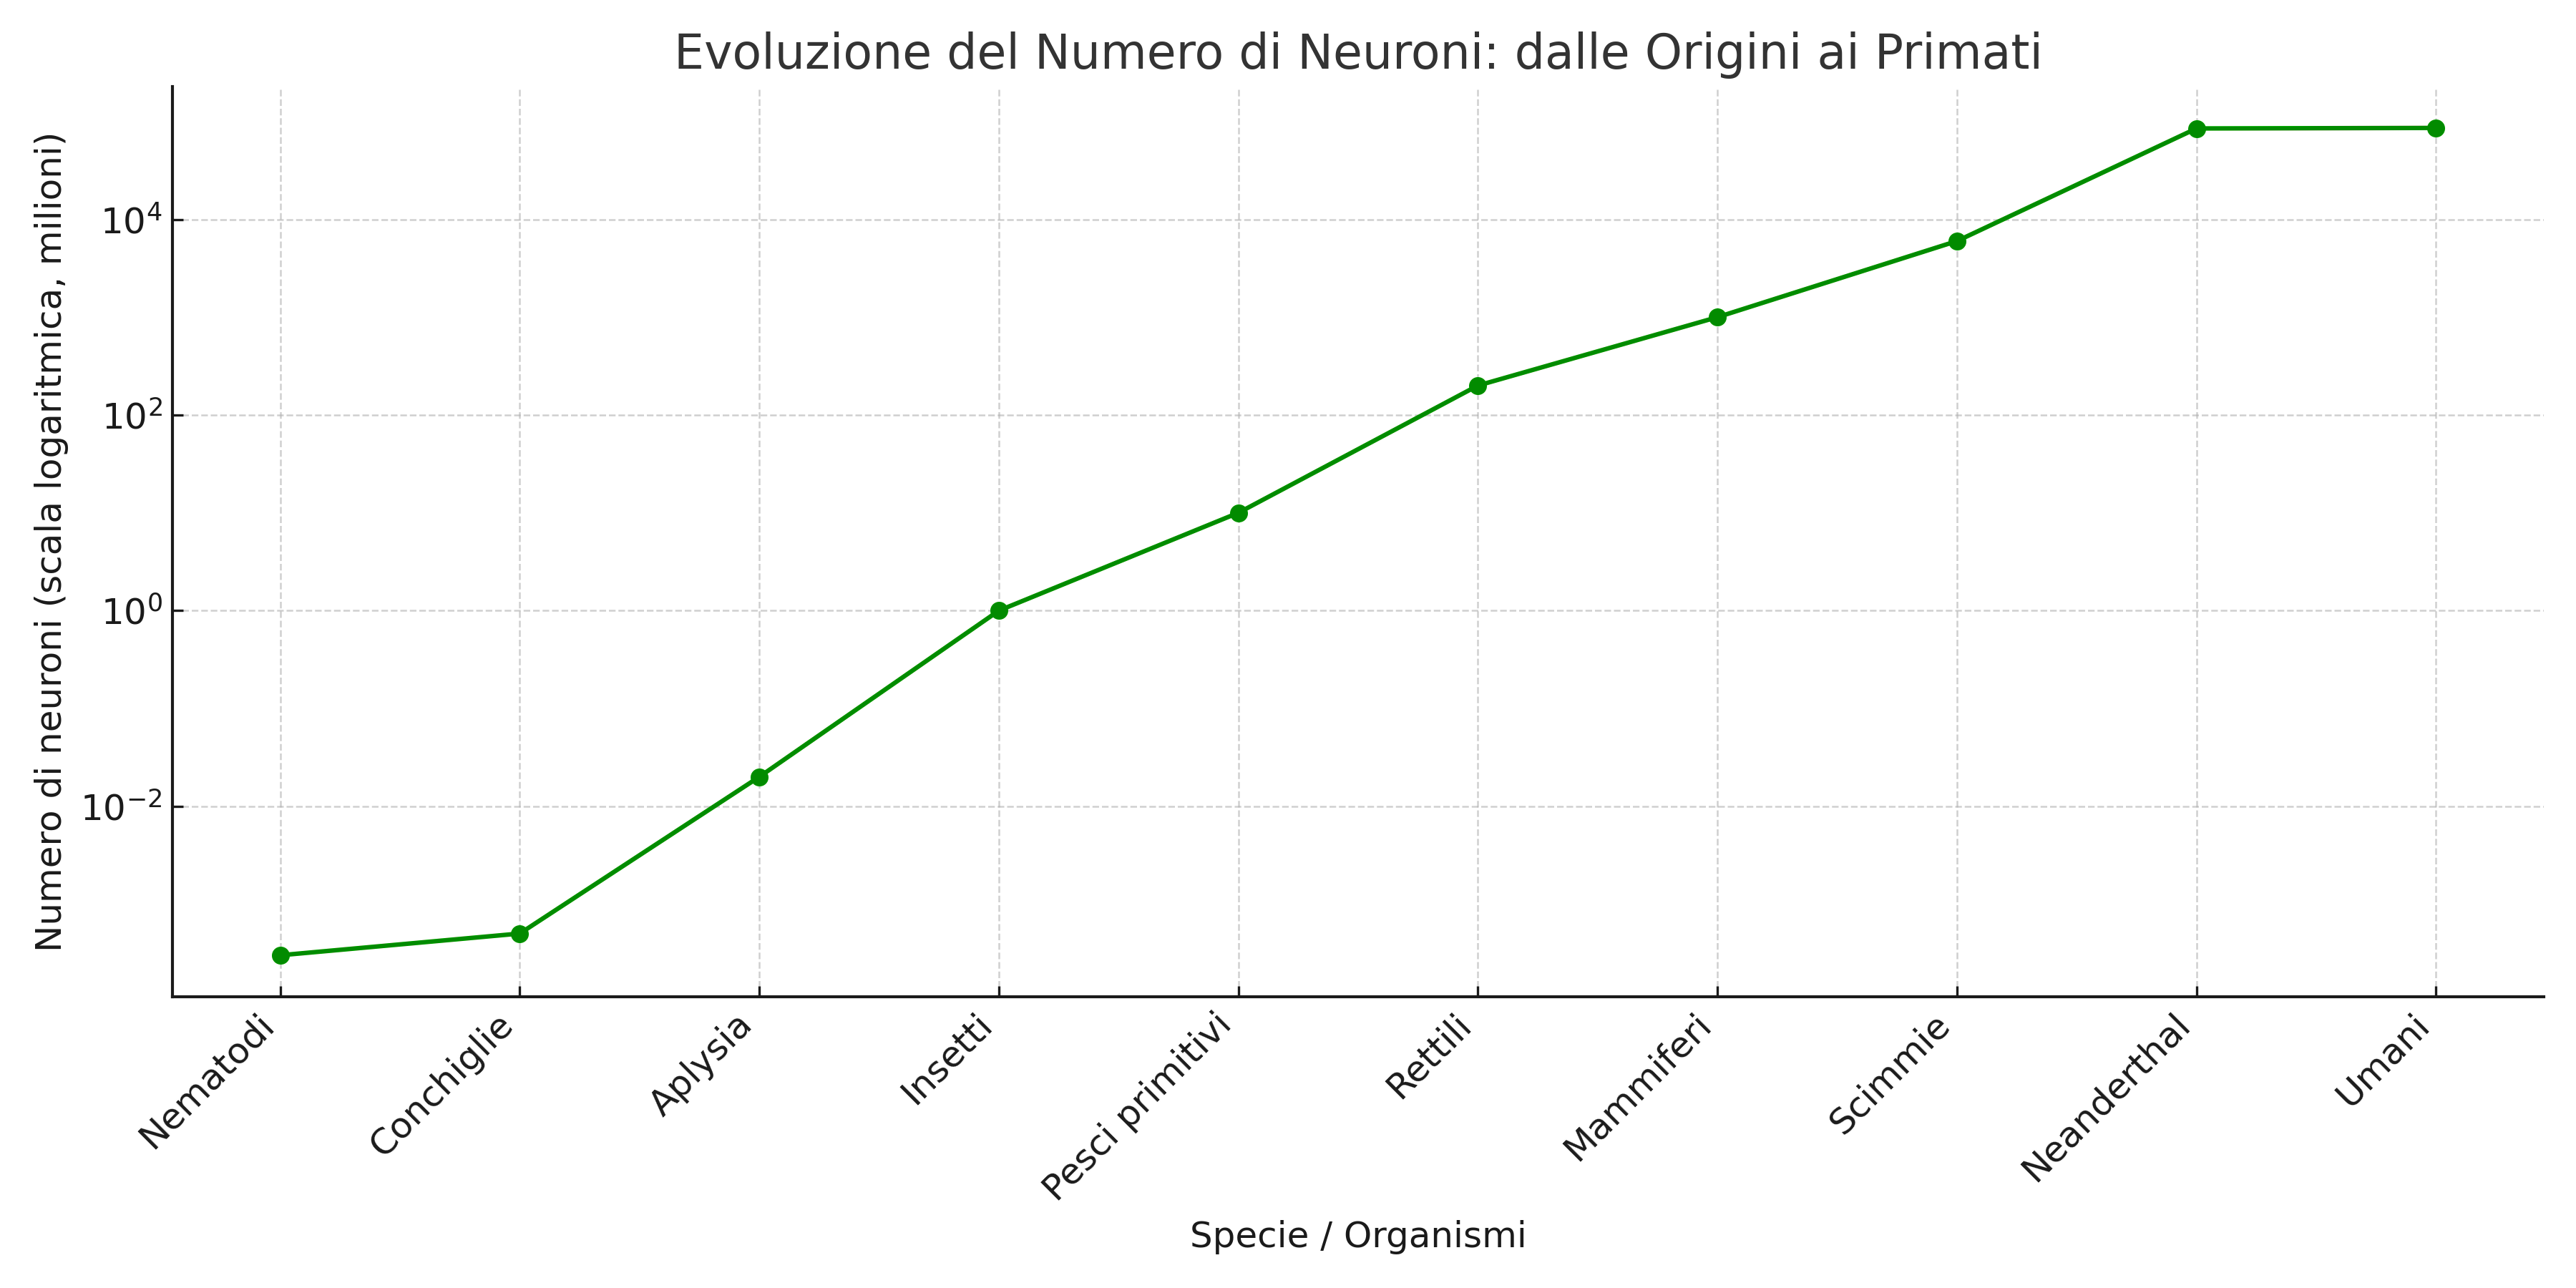 Evoluzione del Numero di Neuroni: dalle Origini ai Primati
Numero di neuroni (scala logaritmica, milioni)
10⁴
10²
10⁰
10⁻²
Nematodi
Conchiglie
Aplysia
Insetti
Pesci primitivi
Rettili
Mammiferi
Scimmie
Neanderthal
Umani
Specie / Organismi